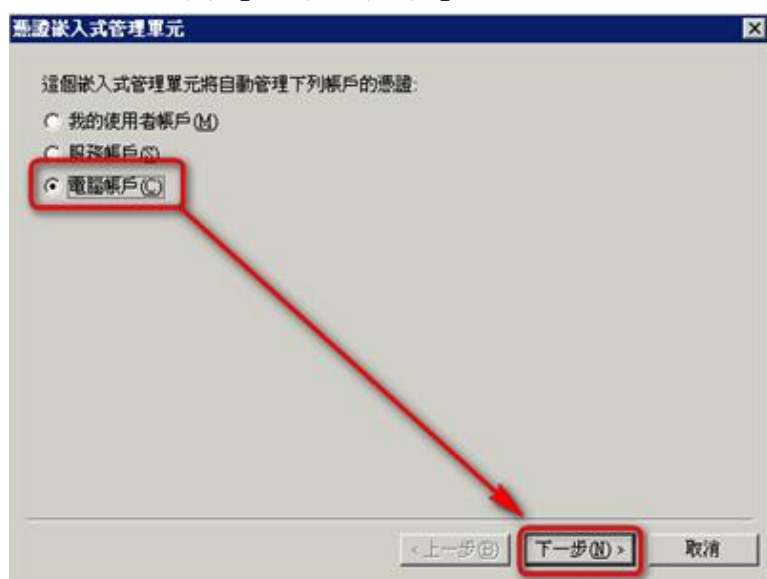 憑證嵌入式管理單元
這個嵌入式管理單元將自動管理下列帳戶的憑證:
我的使用者帳戶(M)
服務帳戶(S)
電腦帳戶(C)
<上一步(B) 下一步(N)> 取消